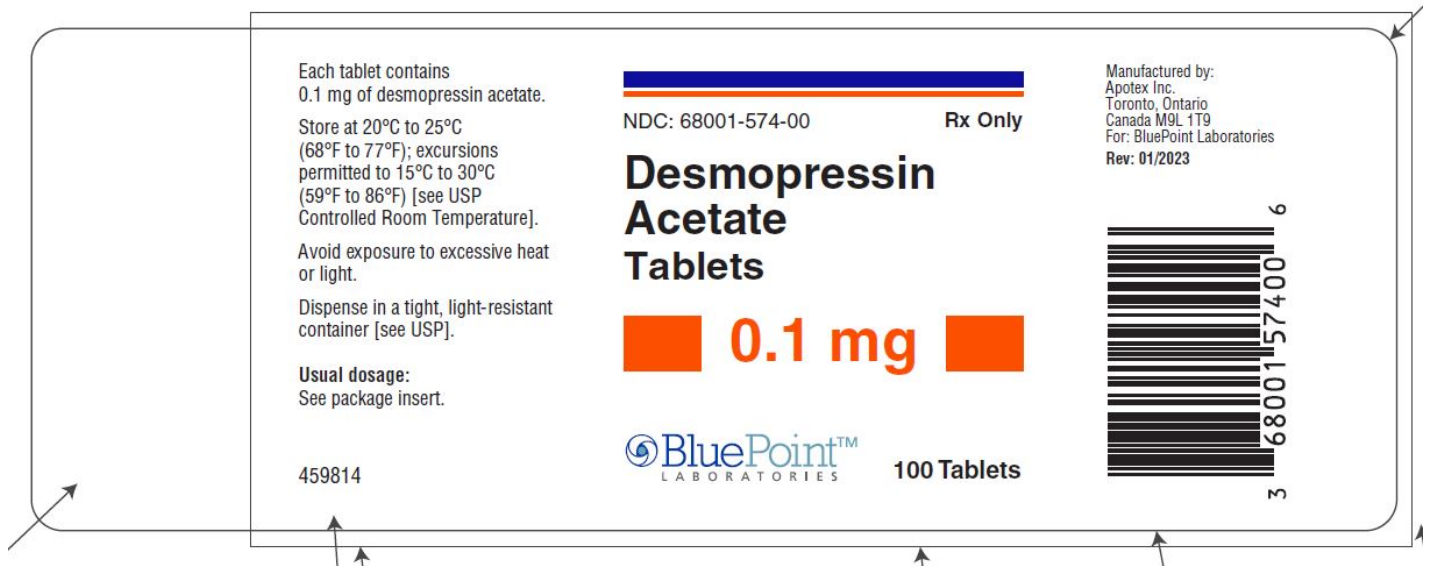 Each tablet contains
0.1 mg of desmopressin acetate.
Store at 20°C to 25°C
(68°F to 77°F); excursions
permitted to 15°C to 30°C
(59°F to 86°F) [see USP
Controlled Room Temperature].
Avoid exposure to excessive heat
or light.
Dispense in a tight, light-resistant
container [see USP].
Usual dosage:
See package insert.
459814
NDC: 68001-574-00 Rx Only
Desmopressin
Acetate
Tablets
0.1 mg
BluePoint™
LABORATORIES
100 Tablets
Manufactured by:
Apotex Inc.
Toronto, Ontario
Canada M9L 1T9
For: BluePoint Laboratories
Rev: 01/2023
3 68001 57400 6